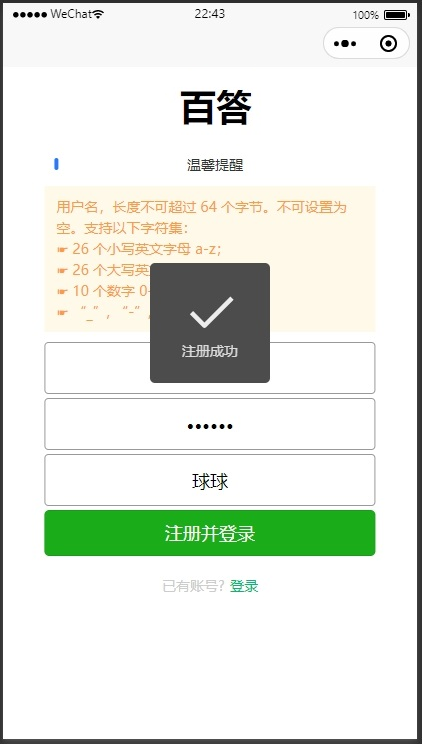 WeChat 22:43 100%
百答
温馨提醒
用户名，长度不可超过 64 个字节。不可设置为
空。支持以下字符集：
☛ 26 个小写英文字母 a-z；
☛ 26 个大写英
☛ 10 个数字 0-
☛ “_”，“-”，
注册成功
••••••
球球
注册并登录
已有账号? 登录